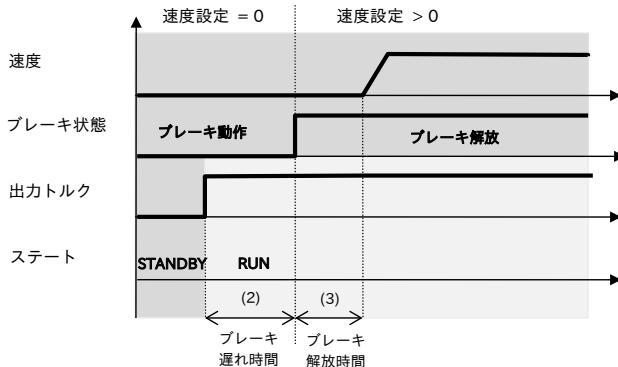 速度設定 = 0
速度設定 > 0
速度
ブレーキ状態
ブレーキ動作
ブレーキ解放
出力トルク
ステート
STANDBY
RUN
(2)
(3)
ブレーキ
遅れ時間
ブレーキ
解放時間